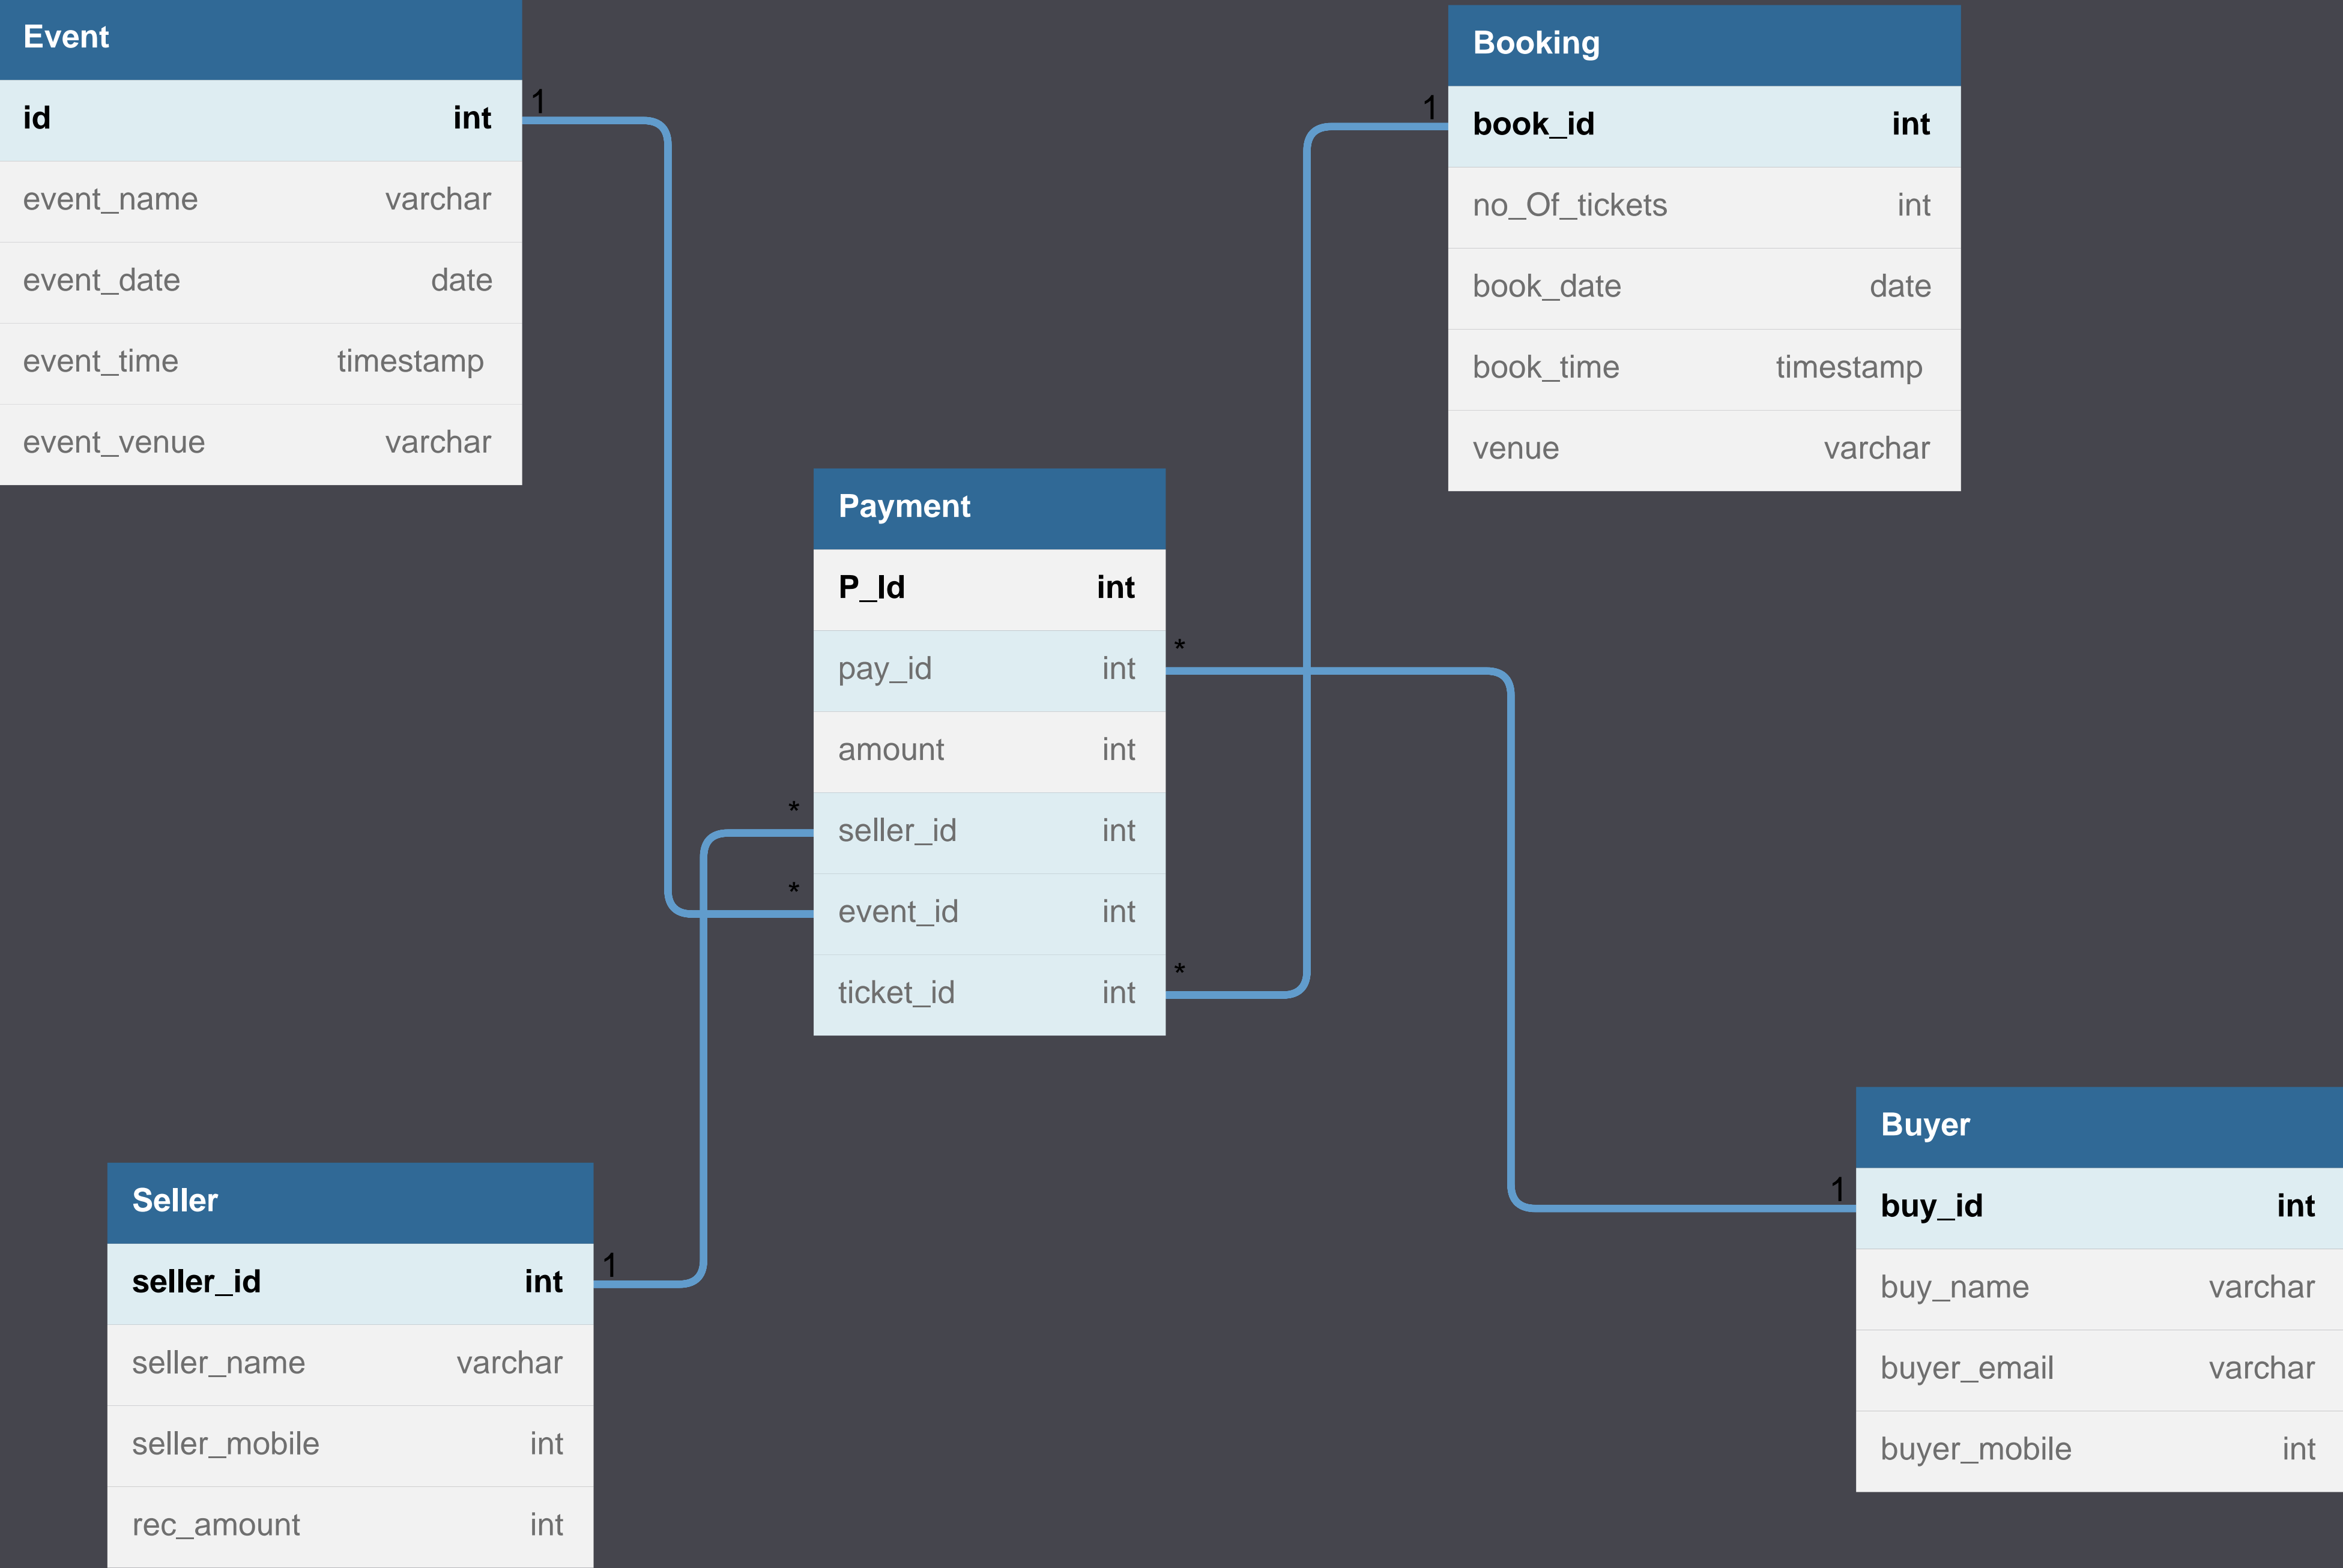 Event
id int
event_name varchar
event_date date
event_time timestamp
event_venue varchar
1
Booking
book_id int
no_Of_tickets int
book_date date
book_time timestamp
venue varchar
1
Payment
P_Id int
pay_id int
amount int
seller_id int
event_id int
ticket_id int
*
*
*
*
Seller
seller_id int
seller_name varchar
seller_mobile int
rec_amount int
1
Buyer
buy_id int
buy_name varchar
buyer_email varchar
buyer_mobile int
1